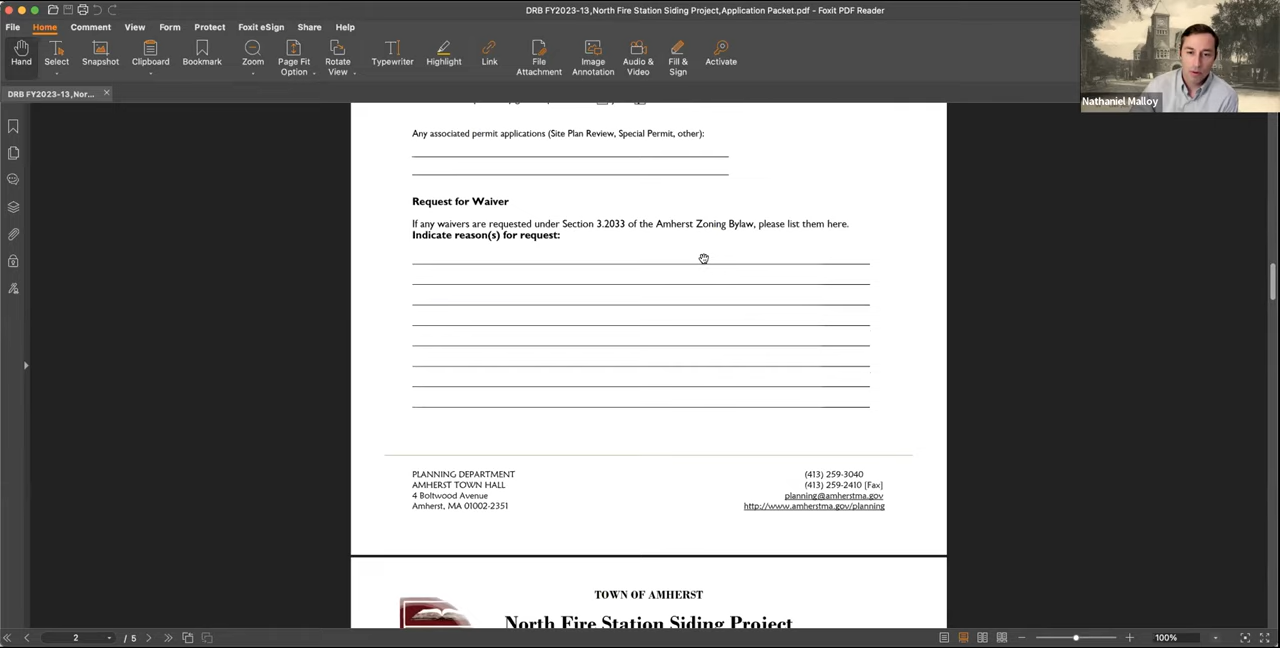 DRB FY2023-13,North Fire Station Siding Project,Application Packet.pdf - Foxit PDF Reader
File Home Comment View Form Protect Foxit eSign Share Help
Hand Select Snapshot Clipboard Bookmark Zoom Page Fit Option Rotate View Typewriter Highlight Link File Attachment Image Annotation Audio & Video Fill & Sign Activate
Nathaniel Malloy
DRB FY2023-13,Nor...
Any associated permit applications (Site Plan Review, Special Permit, other):
Request for Waiver
If any waivers are requested under Section 3.2033 of the Amherst Zoning Bylaw, please list them here.
Indicate reason(s) for request:
PLANNING DEPARTMENT (413) 259-3040
AMHERST TOWN HALL (413) 259-2410 [Fax]
4 Boltwood Avenue planning@amherstma.gov
Amherst, MA 01002-2351 http://www.amherstma.gov/planning
TOWN OF AMHERST
North Fire Station Siding Project
2 / 5 100%